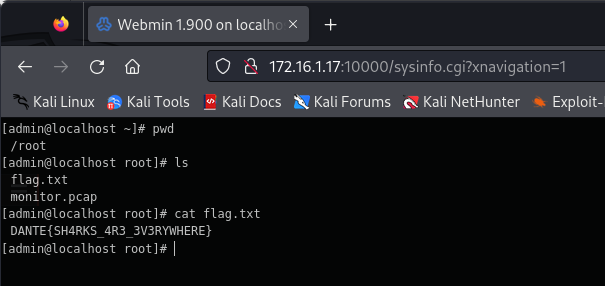 Webmin 1.900 on localho
172.16.1.17:10000/sysinfo.cgi?xnavigation=1
Kali Linux Kali Tools Kali Docs Kali Forums Kali NetHunter Exploit-
[admin@localhost ~]# pwd
/root
[admin@localhost root]# ls
flag.txt
monitor.pcap
[admin@localhost root]# cat flag.txt
DANTE{SH4RKS_4R3_3V3RYWHERE}
[admin@localhost root]#